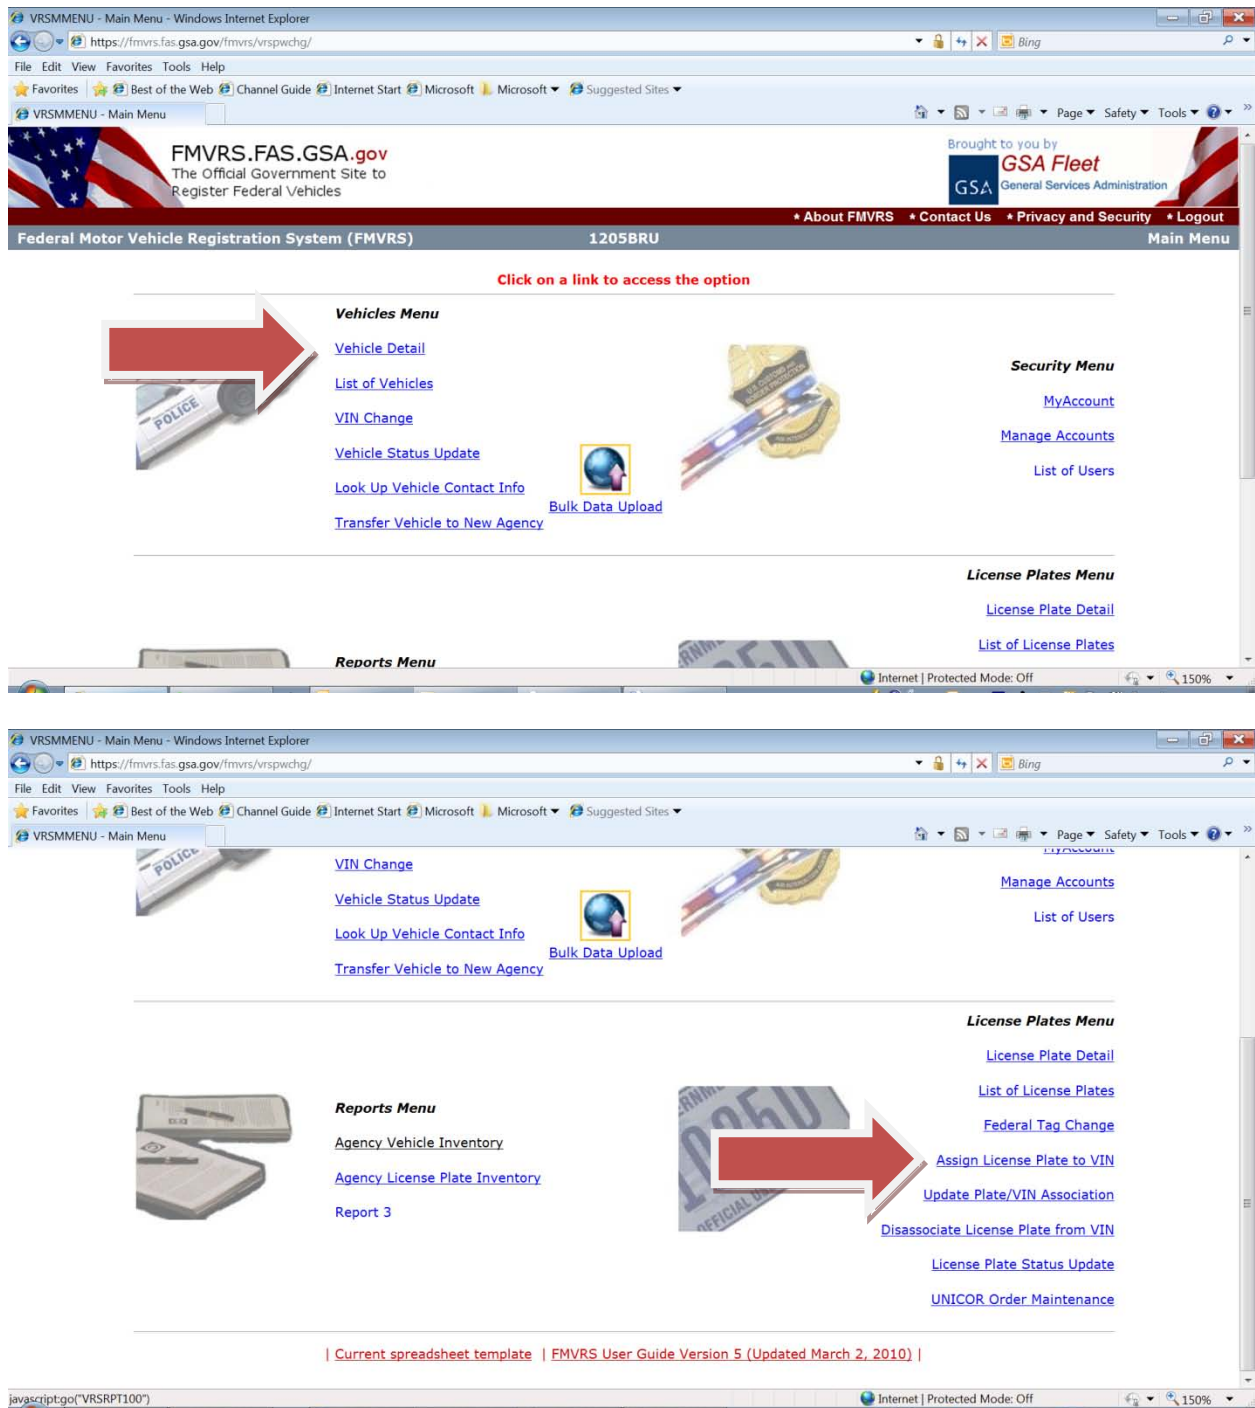 VRSMMENU - Main Menu - Windows Internet Explorer
https://fmvrs.fas.gsa.gov/fmvrs/vrspwchg/
Bing
File Edit View Favorites Tools Help
Favorites Best of the Web Channel Guide Internet Start Microsoft Microsoft Suggested Sites
VRSMMENU - Main Menu
Page Safety Tools
FMVRS.FAS.GSA.gov
The Official Government Site to
Register Federal Vehicles
Brought to you by
GSA Fleet
GSA General Services Administration
* About FMVRS * Contact Us * Privacy and Security * Logout
Federal Motor Vehicle Registration System (FMVRS) 1205BRU Main Menu
Click on a link to access the option
Vehicles Menu
Vehicle Detail
List of Vehicles
VIN Change
Vehicle Status Update
Look Up Vehicle Contact Info
Transfer Vehicle to New Agency
POLICE
Bulk Data Upload
U.S. CUSTOMS AND
BORDER PROTECTION
Security Menu
MyAccount
Manage Accounts
List of Users
License Plates Menu
License Plate Detail
List of License Plates
Reports Menu
Internet | Protected Mode: Off 150%
VRSMMENU - Main Menu - Windows Internet Explorer
https://fmvrs.fas.gsa.gov/fmvrs/vrspwchg/
Bing
File Edit View Favorites Tools Help
Favorites Best of the Web Channel Guide Internet Start Microsoft Microsoft Suggested Sites
VRSMMENU - Main Menu
Page Safety Tools
POLICE
VIN Change
Vehicle Status Update
Look Up Vehicle Contact Info
Transfer Vehicle to New Agency
Bulk Data Upload
MyAccount
Manage Accounts
List of Users
License Plates Menu
License Plate Detail
List of License Plates
Federal Tag Change
Assign License Plate to VIN
Update Plate/VIN Association
Disassociate License Plate from VIN
License Plate Status Update
UNICOR Order Maintenance
Reports Menu
Agency Vehicle Inventory
Agency License Plate Inventory
Report 3
| Current spreadsheet template | FMVRS User Guide Version 5 (Updated March 2, 2010) |
javascript:go("VRSRPT100")
Internet | Protected Mode: Off 150%